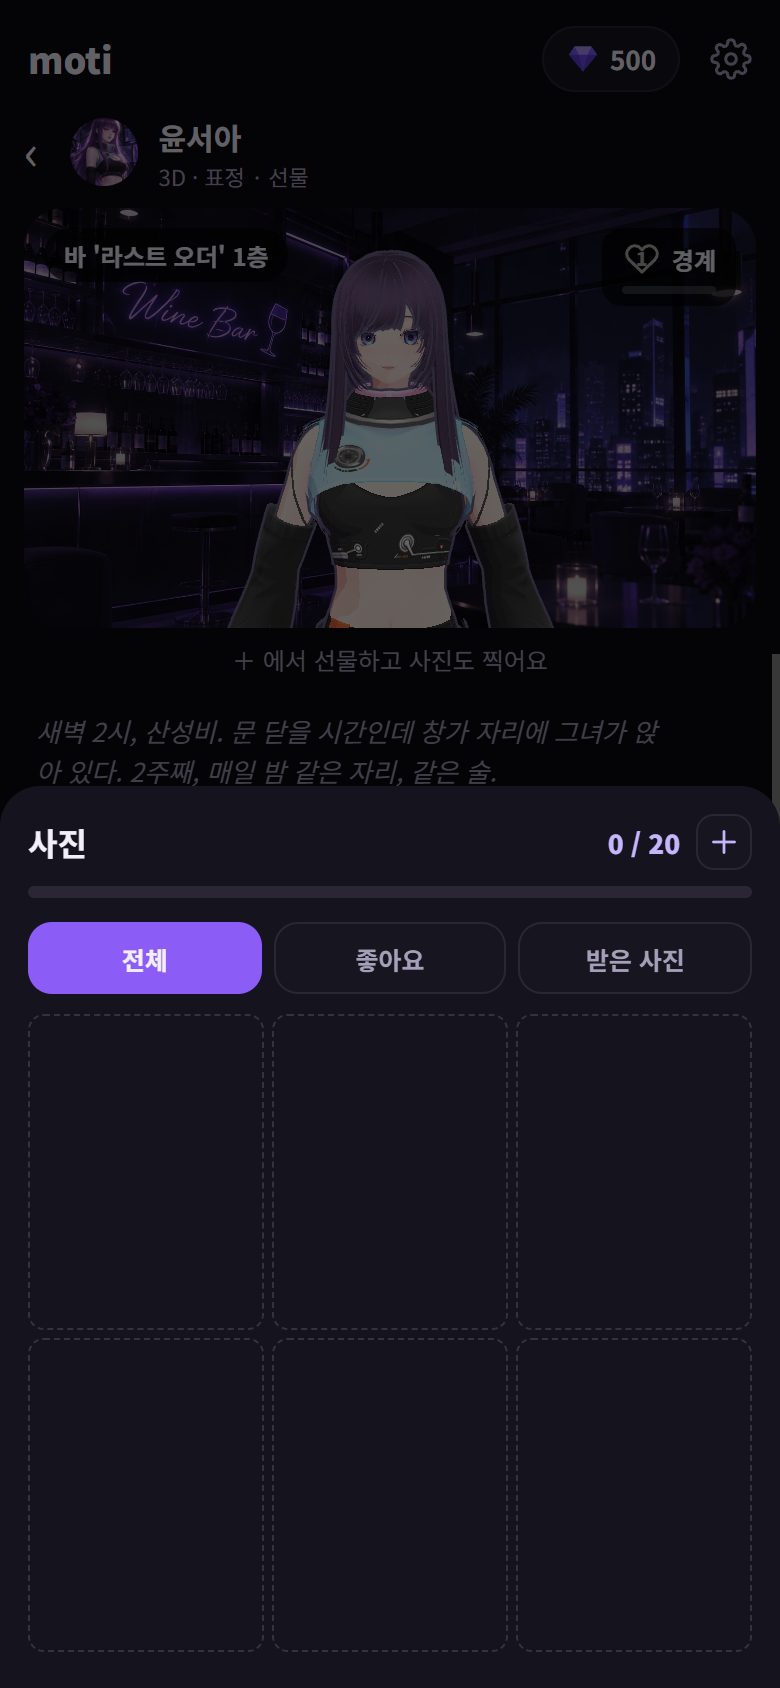 moti
500
윤서아
3D · 표정 · 선물
바 '라스트 오더' 1층
1 경계
Wine Bar
+ 에서 선물하고 사진도 찍어요
새벽 2시, 산성비. 문 닫을 시간인데 창가 자리에 그녀가 앉
아 있다. 2주째, 매일 밤 같은 자리, 같은 술.
사진
0 / 20
전체
좋아요
받은 사진